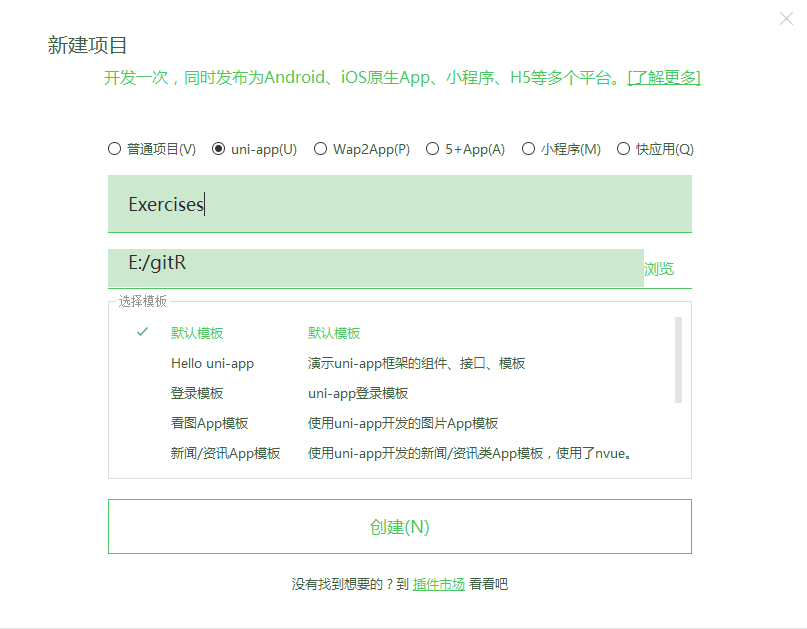 新建项目
开发一次，同时发布为Android、iOS原生App、小程序、H5等多个平台。[了解更多]
普通项目(V) uni-app(U) Wap2App(P) 5+App(A) 小程序(M) 快应用(Q)
Exercises
E:/gitR 浏览
选择模板
默认模板 默认模板
Hello uni-app 演示uni-app框架的组件、接口、模板
登录模板 uni-app登录模板
看图App模板 使用uni-app开发的图片App模板
新闻/资讯App模板 使用uni-app开发的新闻/资讯类App模板，使用了nvue。
创建(N)
没有找到想要的？到 插件市场 看看吧